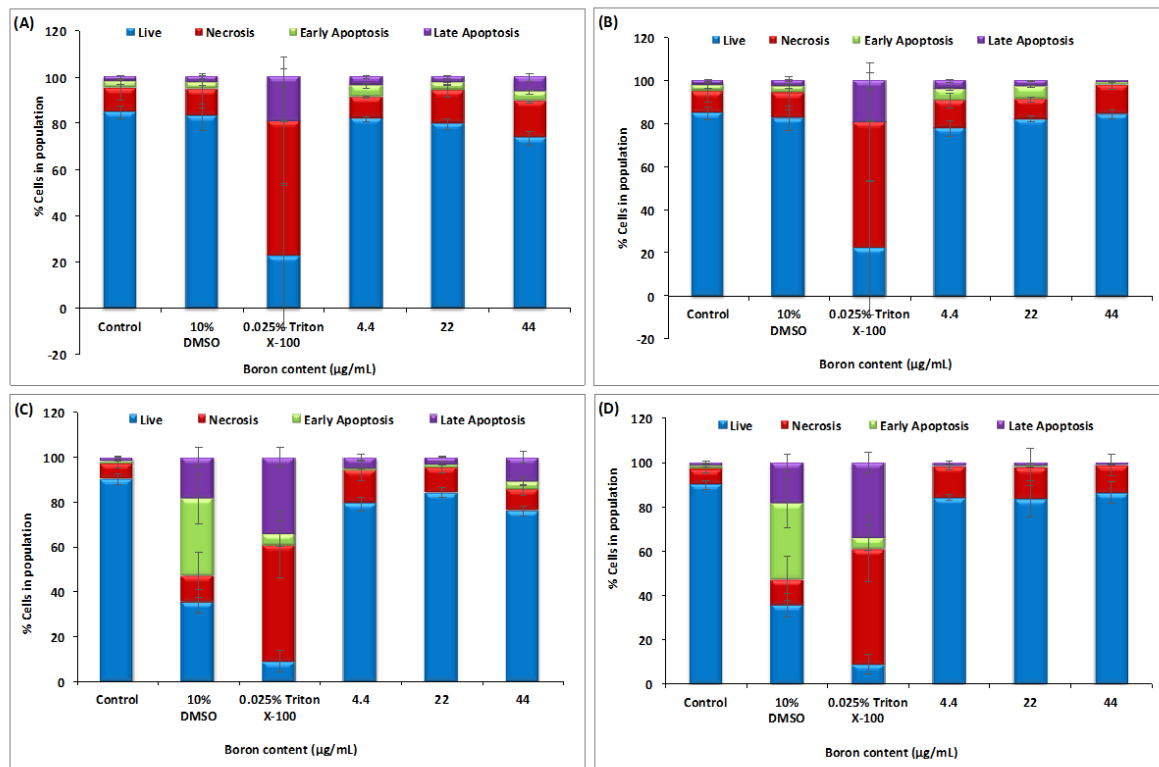 (A)
Live Necrosis Early Apoptosis Late Apoptosis
% Cells in population
120
100
80
60
40
20
0
-20
Control 10% DMSO 0.025% Triton X-100 4.4 22 44
Boron content (µg/mL)
(B)
Live Necrosis Early Apoptosis Late Apoptosis
% Cells in population
120
100
80
60
40
20
0
-20
Control 10% DMSO 0.025% Triton X-100 4.4 22 44
Boron content (µg/mL)
(C)
Live Necrosis Early Apoptosis Late Apoptosis
% Cells in population
120
100
80
60
40
20
0
Control 10% DMSO 0.025% Triton X-100 4.4 22 44
Boron content (µg/mL)
(D)
Live Necrosis Early Apoptosis Late Apoptosis
% Cells in population
120
100
80
60
40
20
0
Control 10% DMSO 0.025% Triton X-100 4.4 22 44
Boron content (µg/mL)